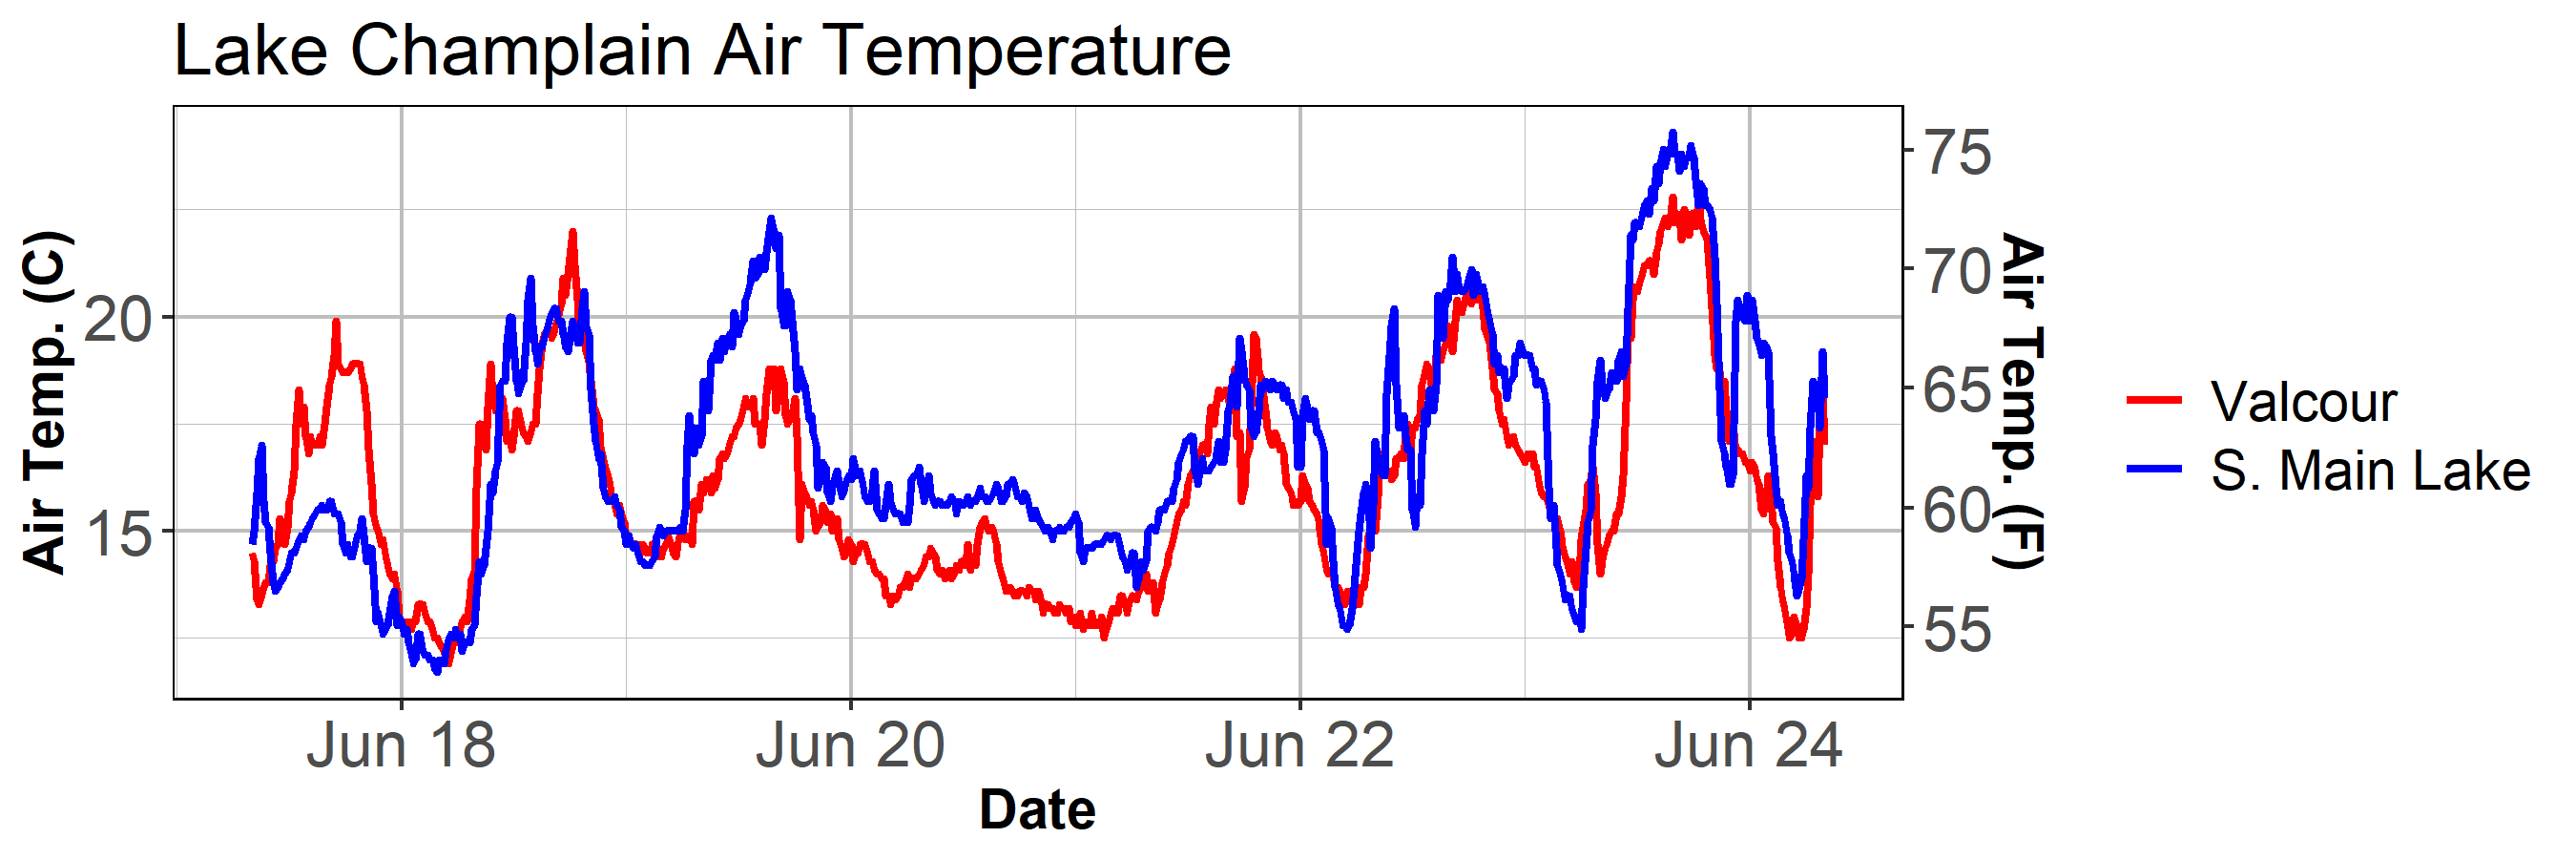 Lake Champlain Air Temperature
Air Temp. (C)
20
15
75
70
65
60
55
Air Temp. (F)
Jun 18
Jun 20
Jun 22
Jun 24
Date
Valcour
S. Main Lake